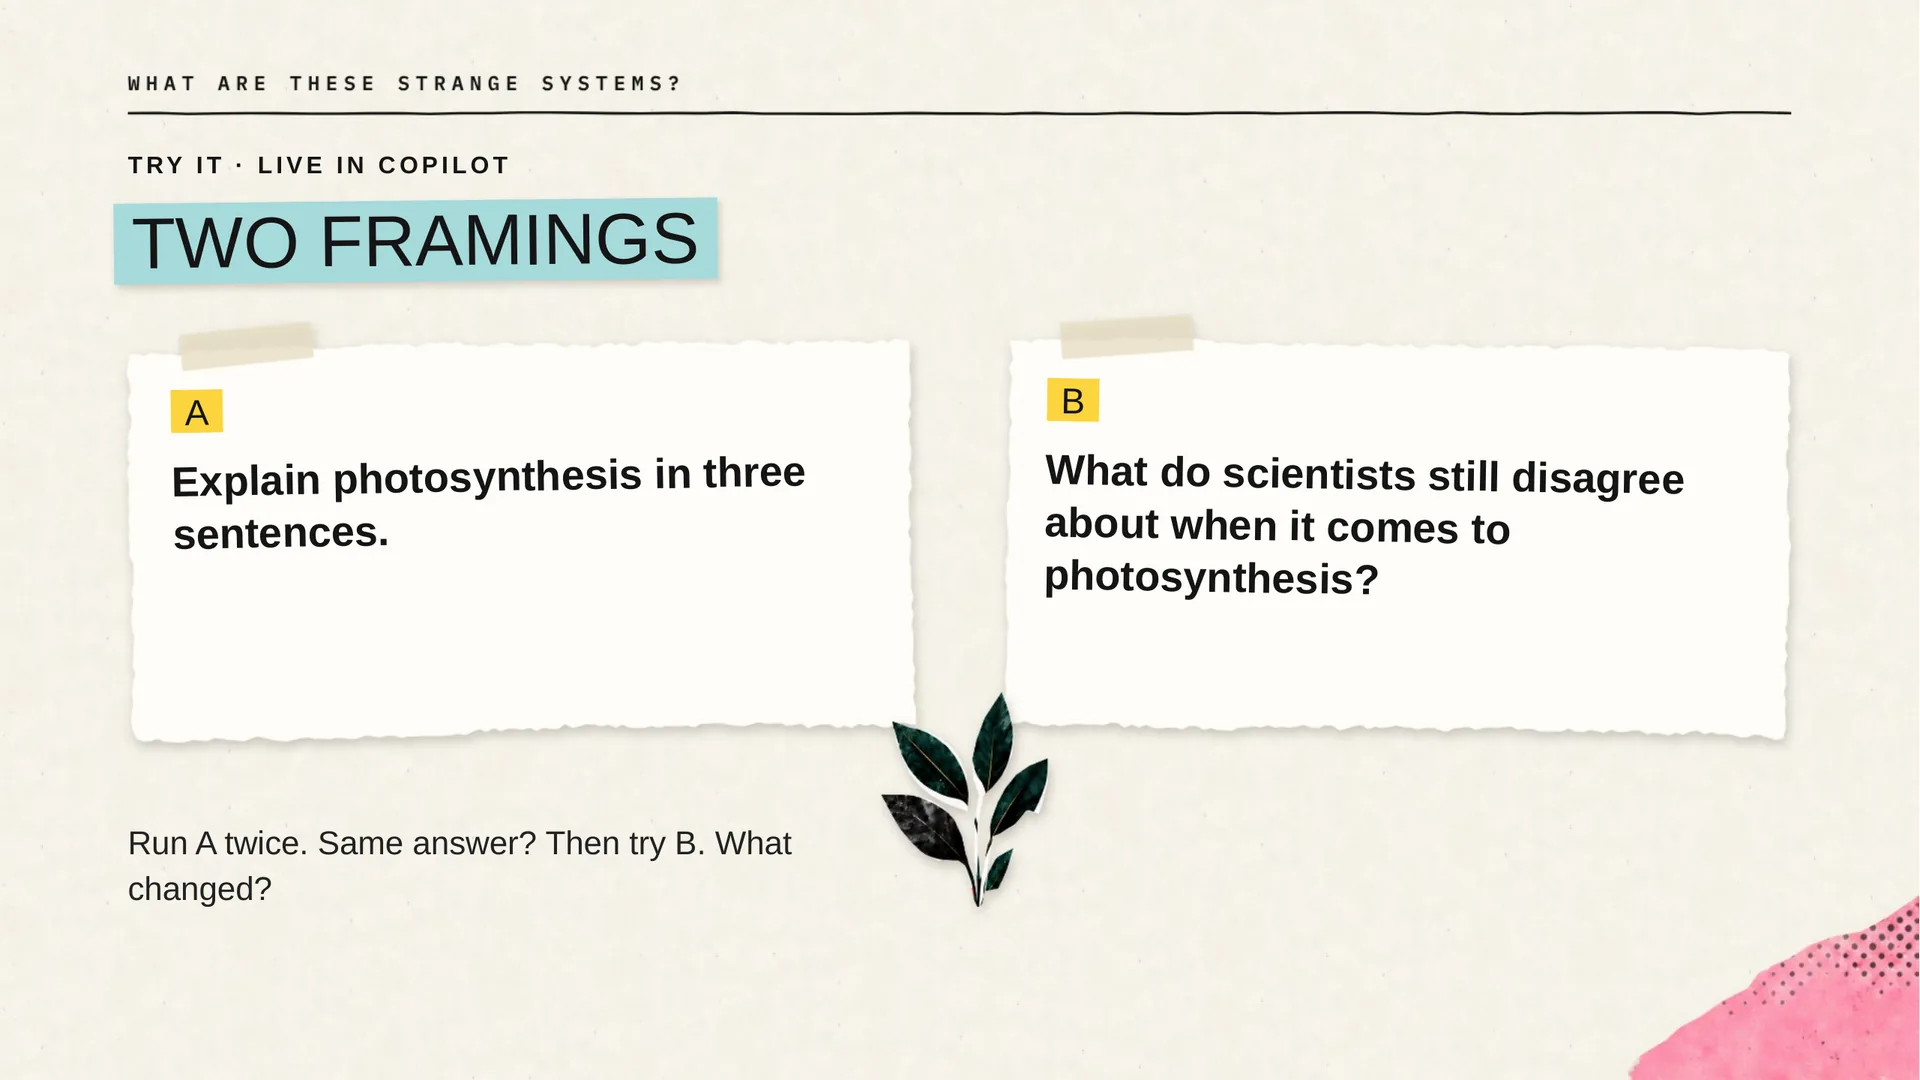 WHAT ARE THESE STRANGE SYSTEMS?
TRY IT · LIVE IN COPILOT
TWO FRAMINGS
A
Explain photosynthesis in three
sentences.
B
What do scientists still disagree
about when it comes to
photosynthesis?
Run A twice. Same answer? Then try B. What
changed?